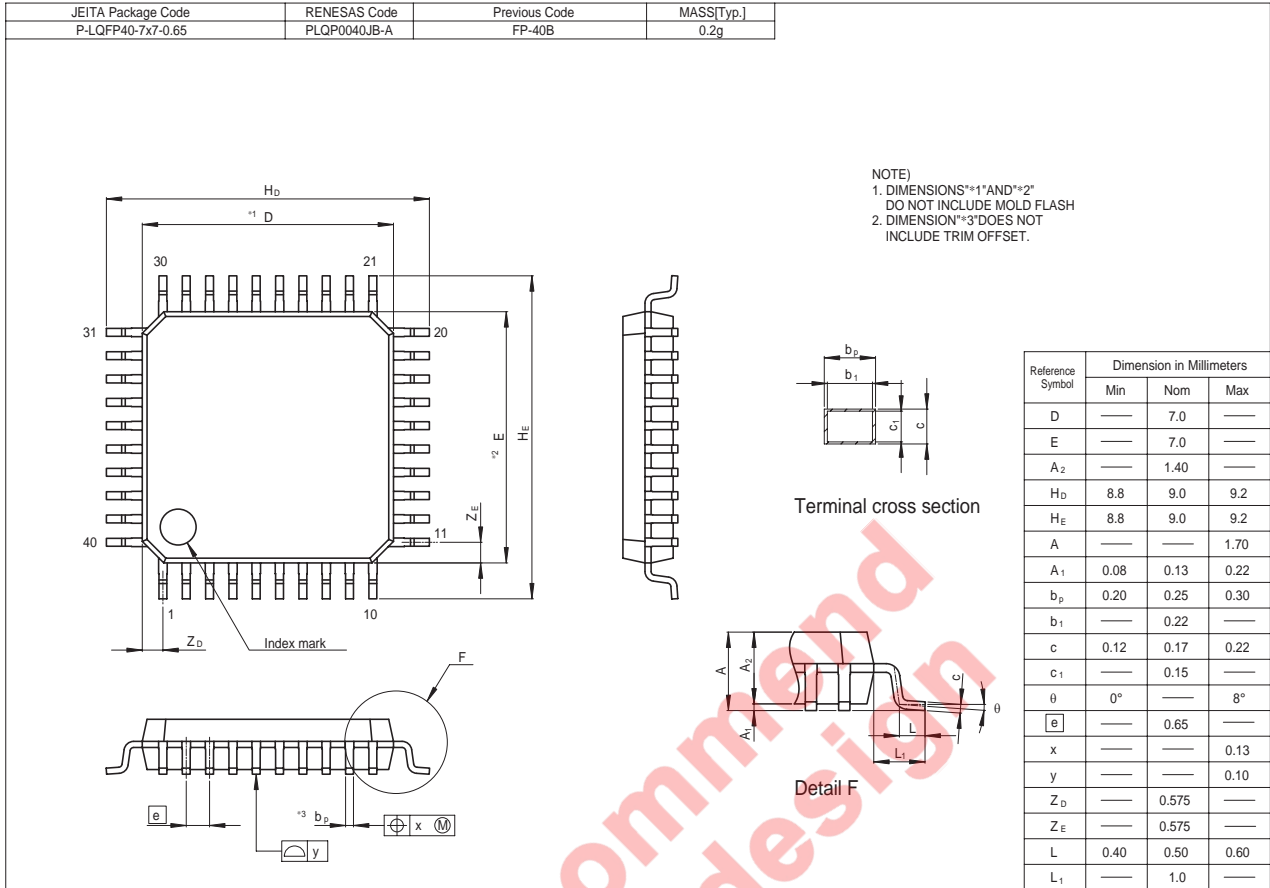 JEITA Package Code RENESAS Code Previous Code MASS[Typ.]
P-LQFP40-7x7-0.65 PLQP0040JB-A FP-40B 0.2g
NOTE)
1. DIMENSIONS"*1"AND"*2"
DO NOT INCLUDE MOLD FLASH
2. DIMENSION"*3"DOES NOT
INCLUDE TRIM OFFSET.
HD
*1 D
30 21
31 20
*2 E
HE
ZE
40 11
1 10
ZD
Index mark
F
e
*3 bp
x Ⓜ
y
bp
b1
c1
c
Terminal cross section
A
A2
A1
c
θ
L
L1
Detail F
Reference Symbol Dimension in Millimeters
Min Nom Max
D — 7.0 —
E — 7.0 —
A2 — 1.40 —
HD 8.8 9.0 9.2
HE 8.8 9.0 9.2
A — — 1.70
A1 0.08 0.13 0.22
bp 0.20 0.25 0.30
b1 — 0.22 —
c 0.12 0.17 0.22
c1 — 0.15 —
θ 0° — 8°
e — 0.65 —
x — — 0.13
y — — 0.10
ZD — 0.575 —
ZE — 0.575 —
L 0.40 0.50 0.60
L1 — 1.0 —
ommend
design